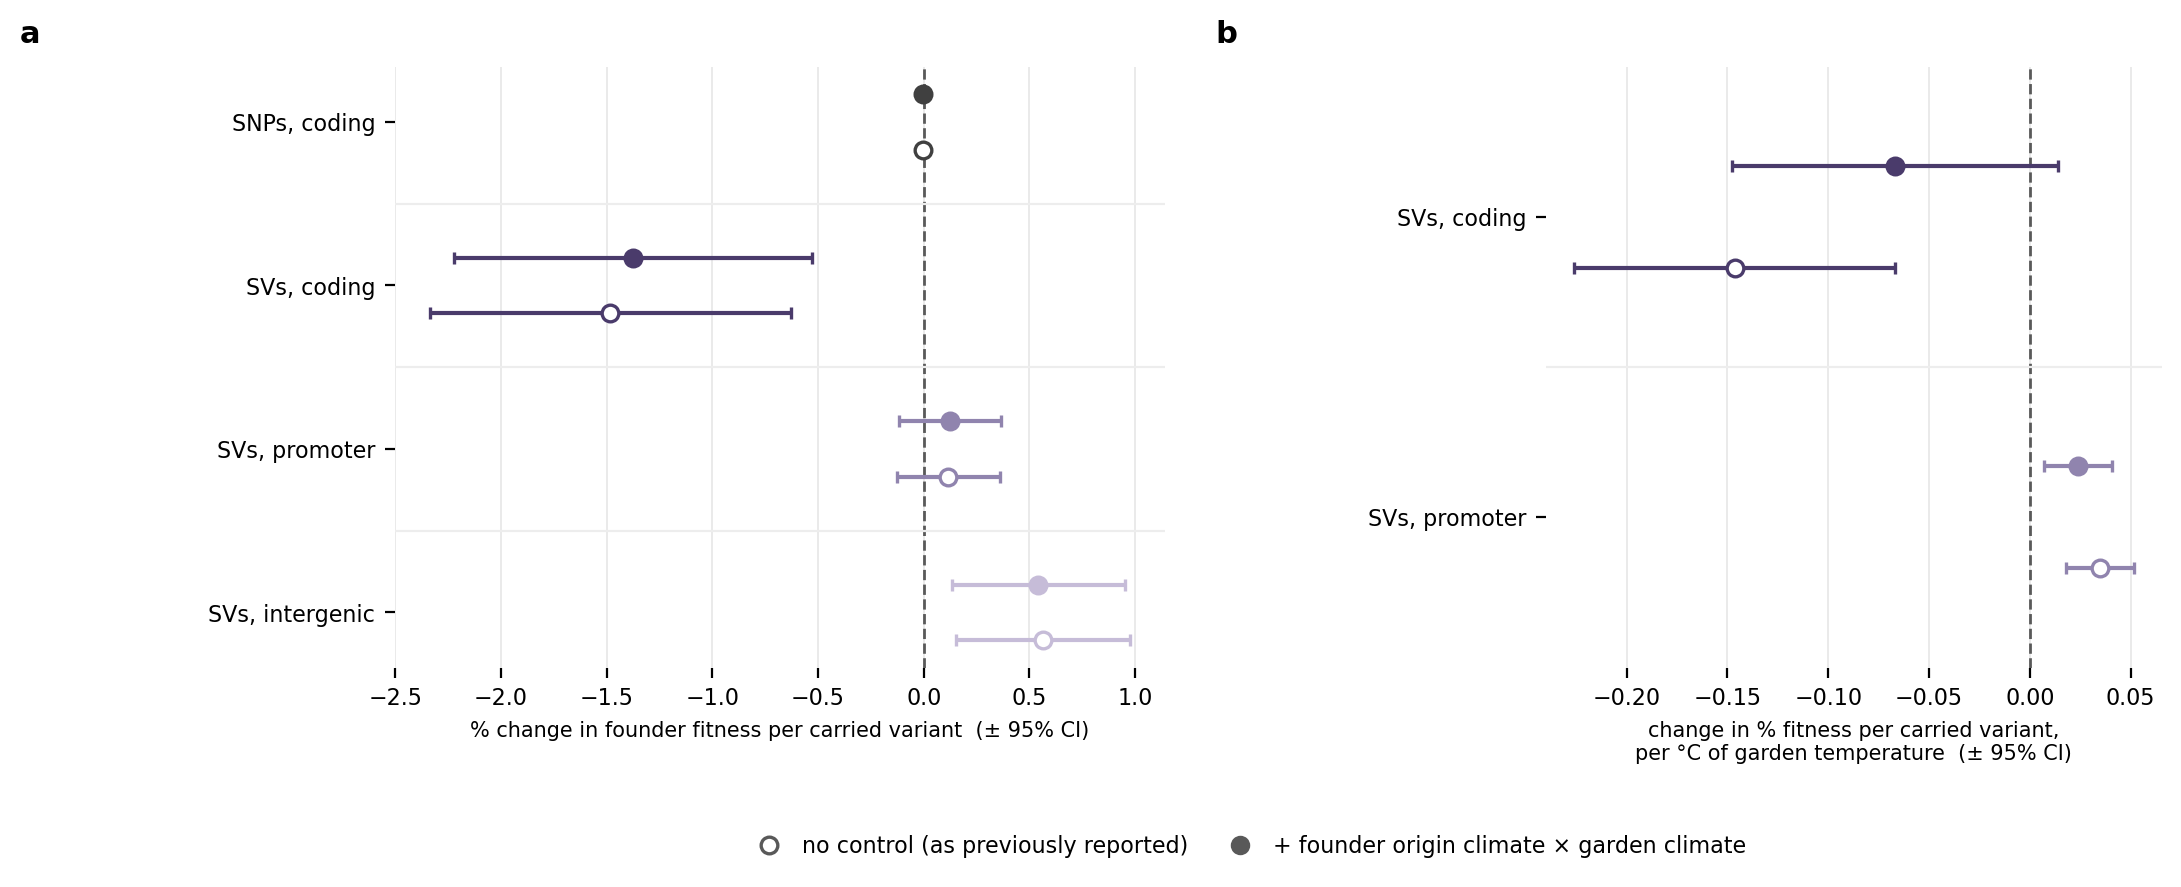 a
SNPs, coding
SVs, coding
SVs, promoter
SVs, intergenic
−2.5 −2.0 −1.5 −1.0 −0.5 0.0 0.5 1.0
% change in founder fitness per carried variant (± 95% CI)
b
SVs, coding
SVs, promoter
−0.20 −0.15 −0.10 −0.05 0.00 0.05
change in % fitness per carried variant,
per °C of garden temperature (± 95% CI)
no control (as previously reported)
+ founder origin climate × garden climate